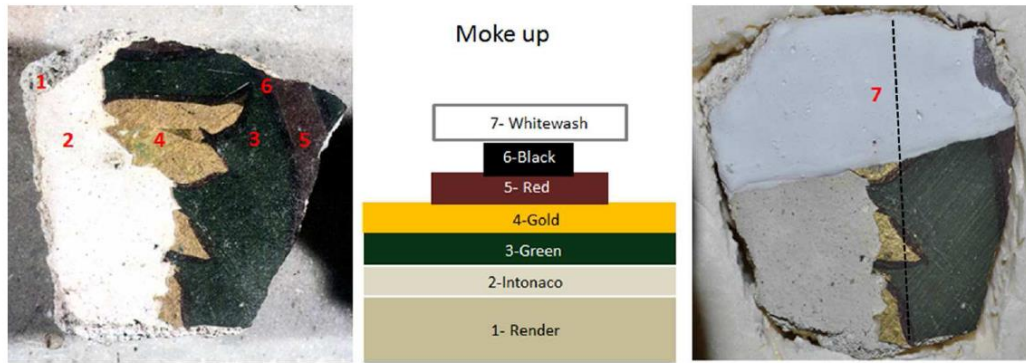 1
2
3
4
5
6
Moke up
7- Whitewash
6-Black
5- Red
4-Gold
3-Green
2-Intonaco
1- Render
7